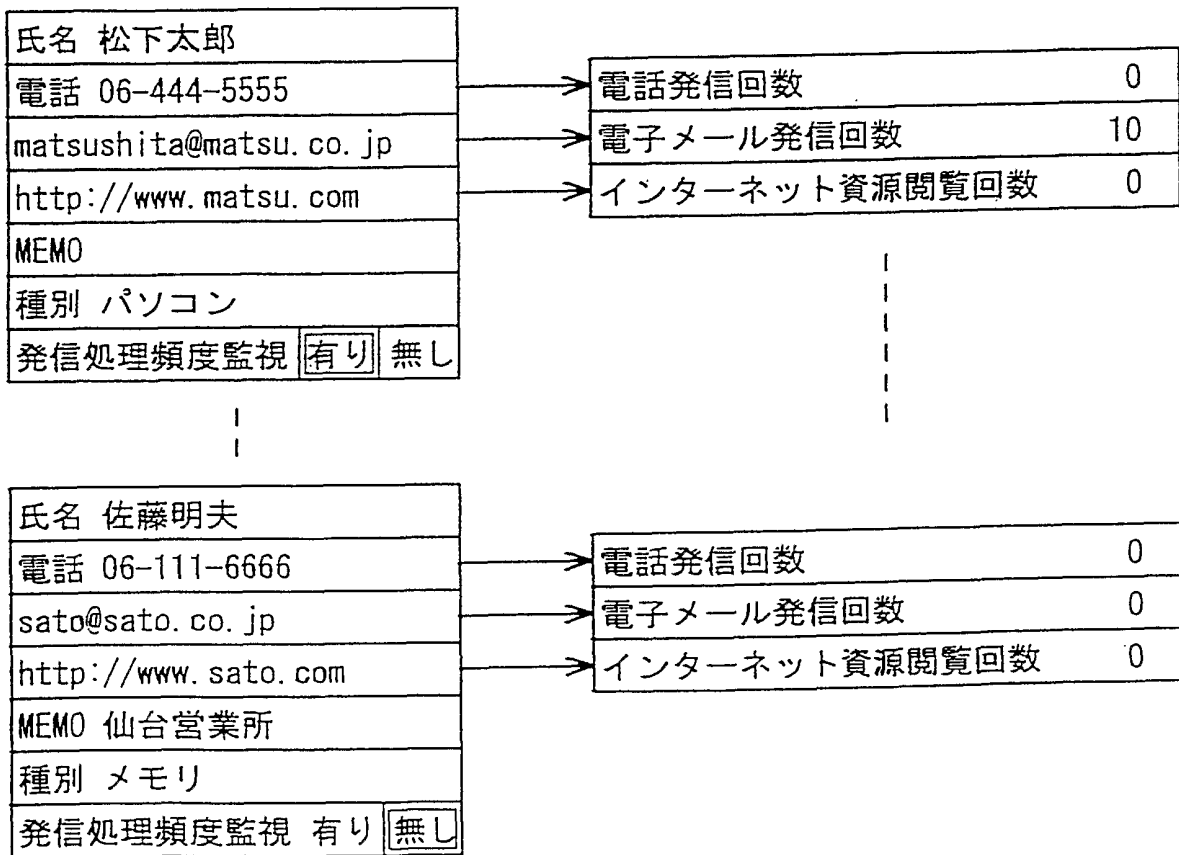 氏名 松下太郎
電話 06-444-5555
matsushita@matsu.co.jp
http://www.matsu.com
MEMO
種別 パソコン
発信処理頻度監視 有り 無し
電話発信回数 0
電子メール発信回数 10
インターネット資源閲覧回数 0
氏名 佐藤明夫
電話 06-111-6666
sato@sato.co.jp
http://www.sato.com
MEMO 仙台営業所
種別 メモリ
発信処理頻度監視 有り 無し
電話発信回数 0
電子メール発信回数 0
インターネット資源閲覧回数 0